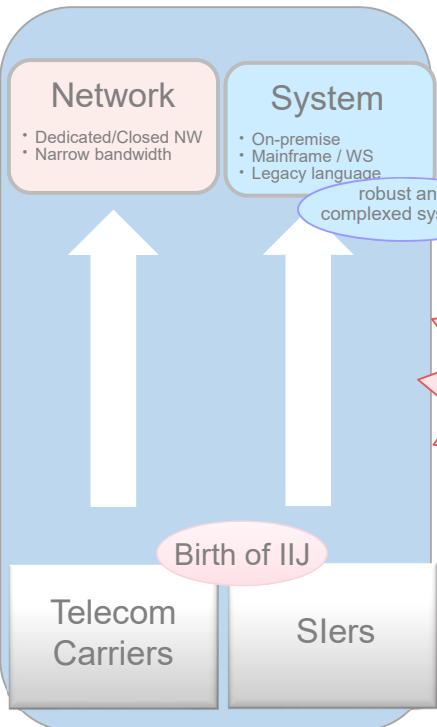 Network
• Dedicated/Closed NW
• Narrow bandwidth
System
• On-premise
• Mainframe / WS
• Legacy language
robust an
complexed sys
Birth of IIJ
Telecom
Carriers
SIers